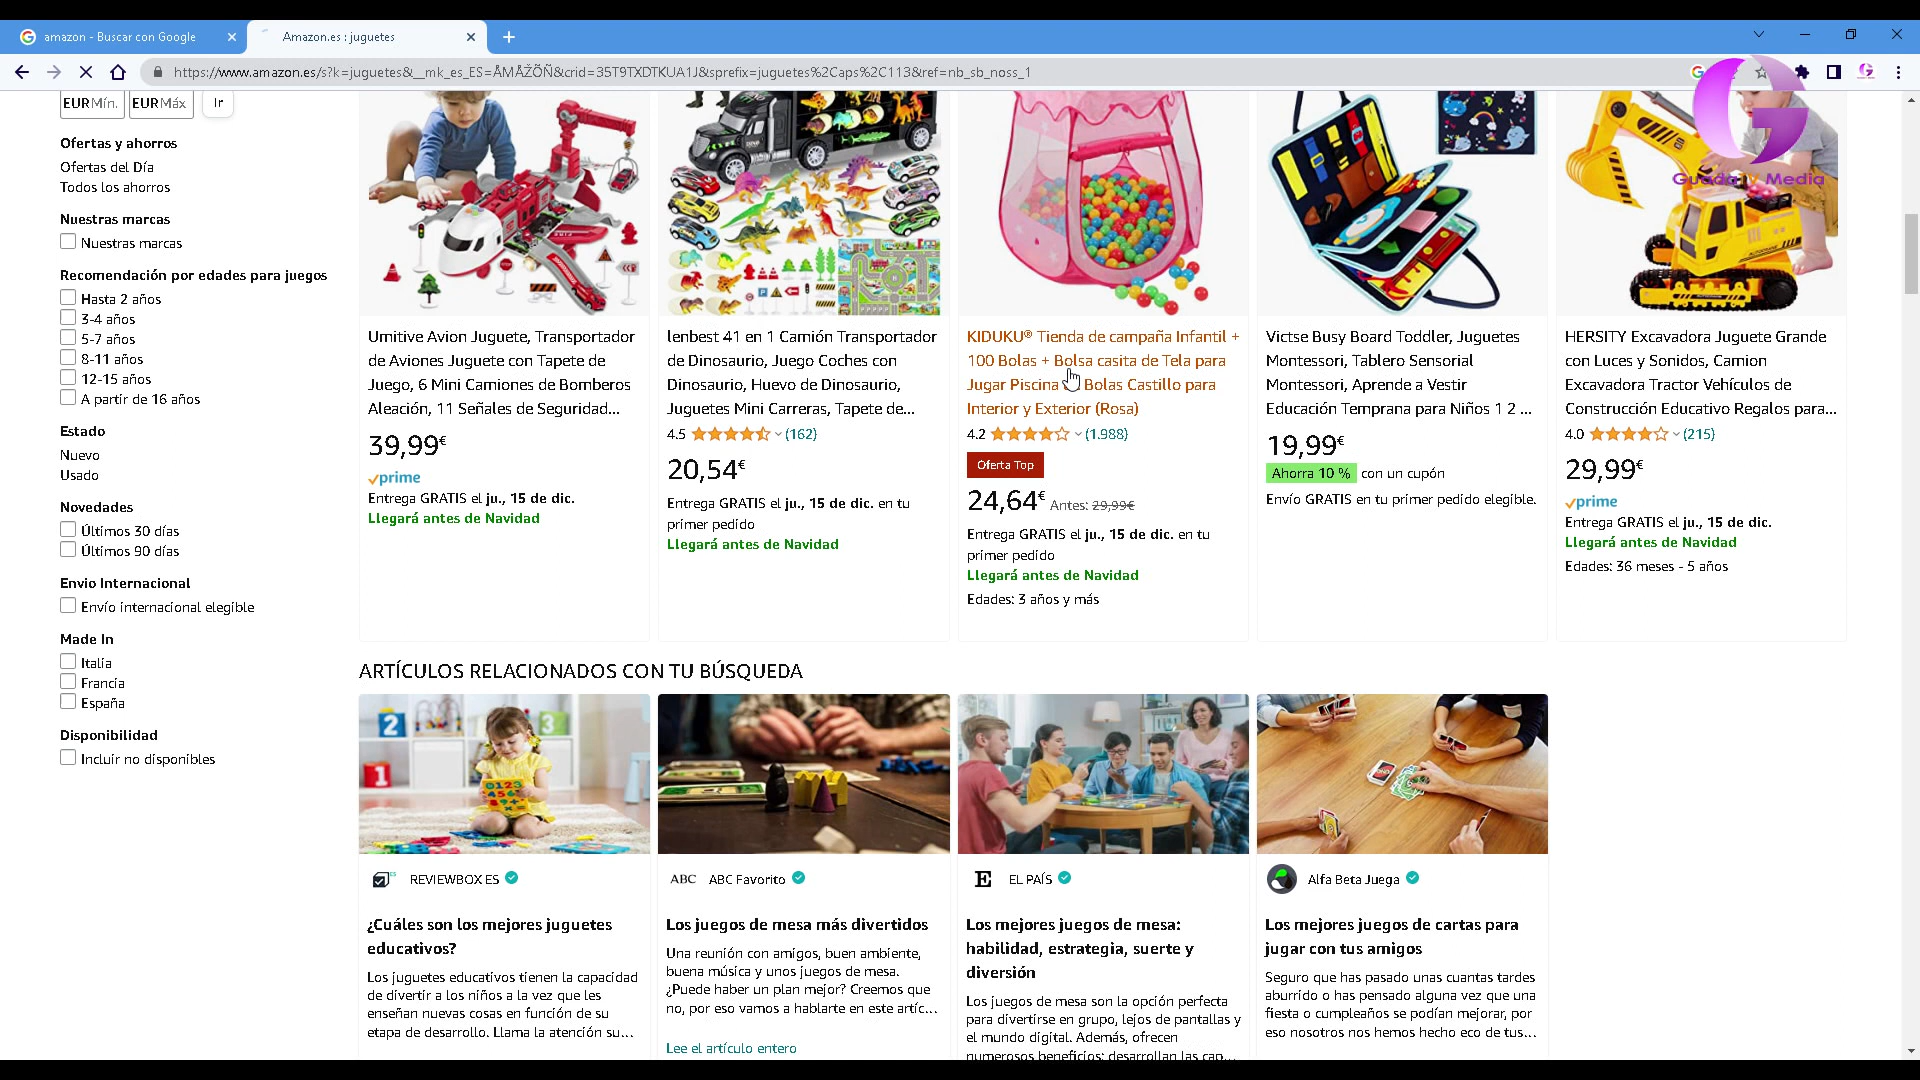 amazon - Buscar con Google
Amazon.es : juguetes
https://www.amazon.es/s?k=juguetes&__mk_es_ES=ÅMÅŽÕÑ&crid=35T9TXDTKUA1J&sprefix=juguetes%2Caps%2C113&ref=nb_sb_noss_1
EUR Mín.
EUR Máx
Ir
Ofertas y ahorros
Ofertas del Día
Todos los ahorros
Nuestras marcas
Nuestras marcas
Recomendación por edades para juegos
Hasta 2 años
3-4 años
5-7 años
8-11 años
12-15 años
A partir de 16 años
Estado
Nuevo
Usado
Novedades
Últimos 30 días
Últimos 90 días
Envio Internacional
Envío internacional elegible
Made In
Italía
Francia
España
Disponibilidad
Incluir no disponibles
Guada TV Media
Umitive Avion Juguete, Transportador
de Aviones Juguete con Tapete de
Juego, 6 Mini Camiones de Bomberos
Aleación, 11 Señales de Seguridad...
39,99€
prime
Entrega GRATIS el ju., 15 de dic.
Llegará antes de Navidad
lenbest 41 en 1 Camión Transportador
de Dinosaurio, Juego Coches con
Dinosaurio, Huevo de Dinosaurio,
Juguetes Mini Carreras, Tapete de...
4.5 (162)
20,54€
Entrega GRATIS el ju., 15 de dic. en tu
primer pedido
Llegará antes de Navidad
KIDUKU® Tienda de campaña Infantil +
100 Bolas + Bolsa casita de Tela para
Jugar Piscina Bolas Castillo para
Interior y Exterior (Rosa)
4.2 (1.988)
Oferta Top
24,64€ Antes: 29,99€
Entrega GRATIS el ju., 15 de dic. en tu
primer pedido
Llegará antes de Navidad
Edades: 3 años y más
Victse Busy Board Toddler, Juguetes
Montessori, Tablero Sensorial
Montessori, Aprende a Vestir
Educación Temprana para Niños 1 2 ...
19,99€
Ahorra 10 % con un cupón
Envío GRATIS en tu primer pedido elegible.
HERSITY Excavadora Juguete Grande
con Luces y Sonidos, Camion
Excavadora Tractor Vehículos de
Construcción Educativo Regalos para...
4.0 (215)
29,99€
prime
Entrega GRATIS el ju., 15 de dic.
Llegará antes de Navidad
Edades: 36 meses - 5 años
ARTÍCULOS RELACIONADOS CON TU BÚSQUEDA
REVIEWBOX ES
¿Cuáles son los mejores juguetes
educativos?
Los juguetes educativos tienen la capacidad
de divertir a los niños a la vez que les
enseñan nuevas cosas en función de su
etapa de desarrollo. Llama la atención su...
ABC ABC Favorito
Los juegos de mesa más divertidos
Una reunión con amigos, buen ambiente,
buena música y unos juegos de mesa.
¿Puede haber un plan mejor? Creemos que
no, por eso vamos a hablarte en este artíc...
Lee el artículo entero
E EL PAÍS
Los mejores juegos de mesa:
habilidad, estrategia, suerte y
diversión
Los juegos de mesa son la opción perfecta
para divertirse en grupo, lejos de pantallas y
el mundo digital. Además, ofrecen
numerosos beneficios: desarrollan las cap...
Alfa Beta Juega
Los mejores juegos de cartas para
jugar con tus amigos
Seguro que has pasado unas cuantas tardes
aburrido o has pensado alguna vez que una
fiesta o cumpleaños se podían mejorar, por
eso nosotros nos hemos hecho eco de tus...